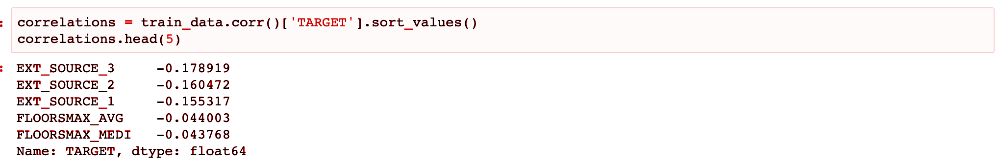 : correlations = train_data.corr()['TARGET'].sort_values()
correlations.head(5)
: EXT_SOURCE_3 -0.178919
EXT_SOURCE_2 -0.160472
EXT_SOURCE_1 -0.155317
FLOORSMAX_AVG -0.044003
FLOORSMAX_MEDI -0.043768
Name: TARGET, dtype: float64